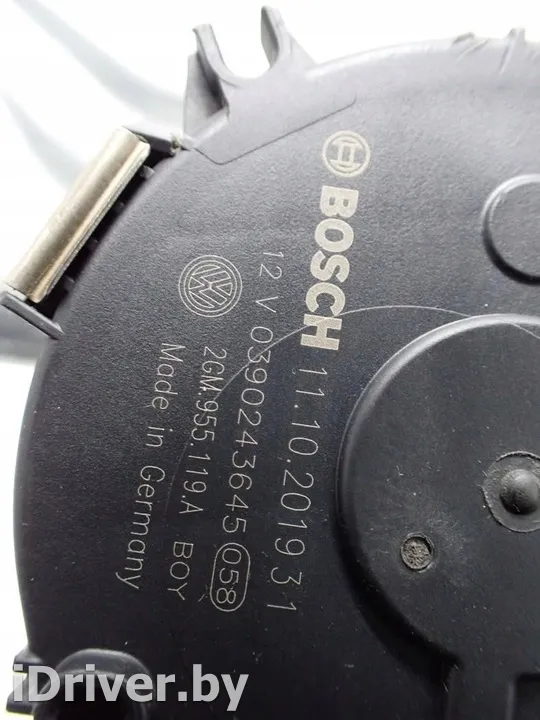 BOSCH 11.10.2019 31
12 V 0390243645 058
2GM.955.119.A BOY
Made in Germany
iDriver.by